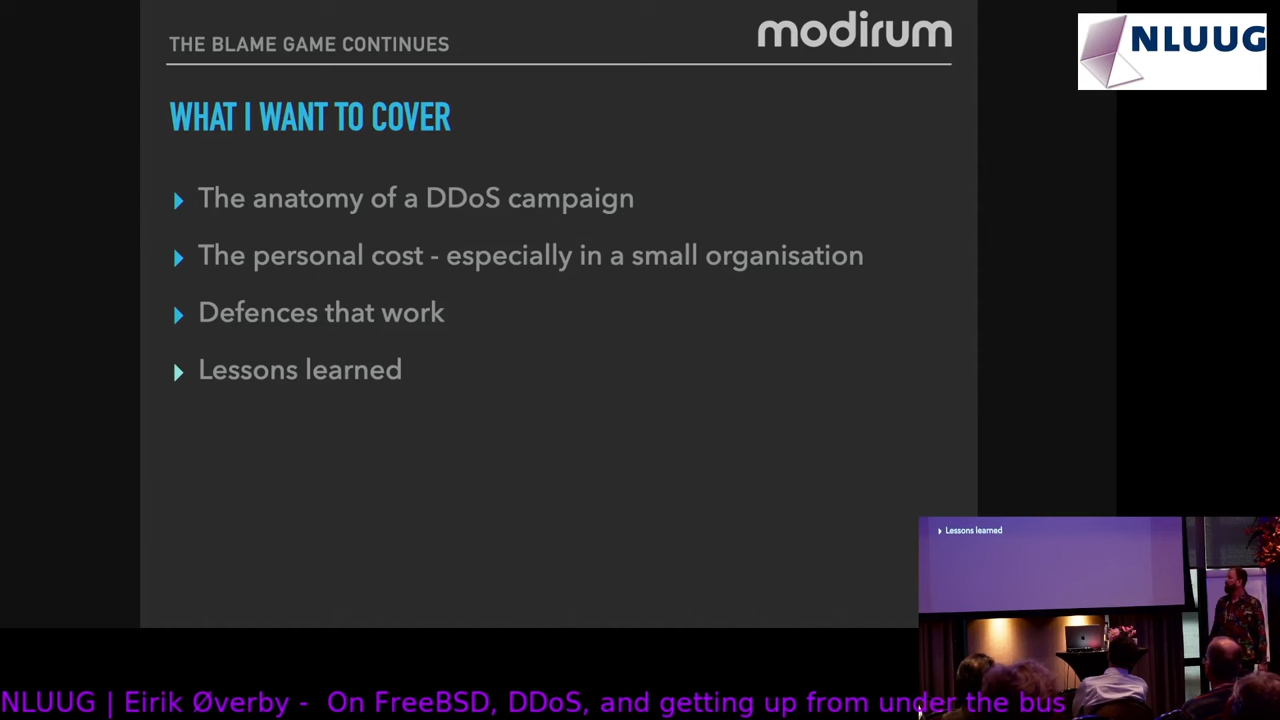 THE BLAME GAME CONTINUES
modirum
NLUUG
WHAT I WANT TO COVER
The anatomy of a DDoS campaign
The personal cost - especially in a small organisation
Defences that work
Lessons learned
Lessons learned
NLUUG | Eirik Øverby - On FreeBSD, DDoS, and getting up from under the bus